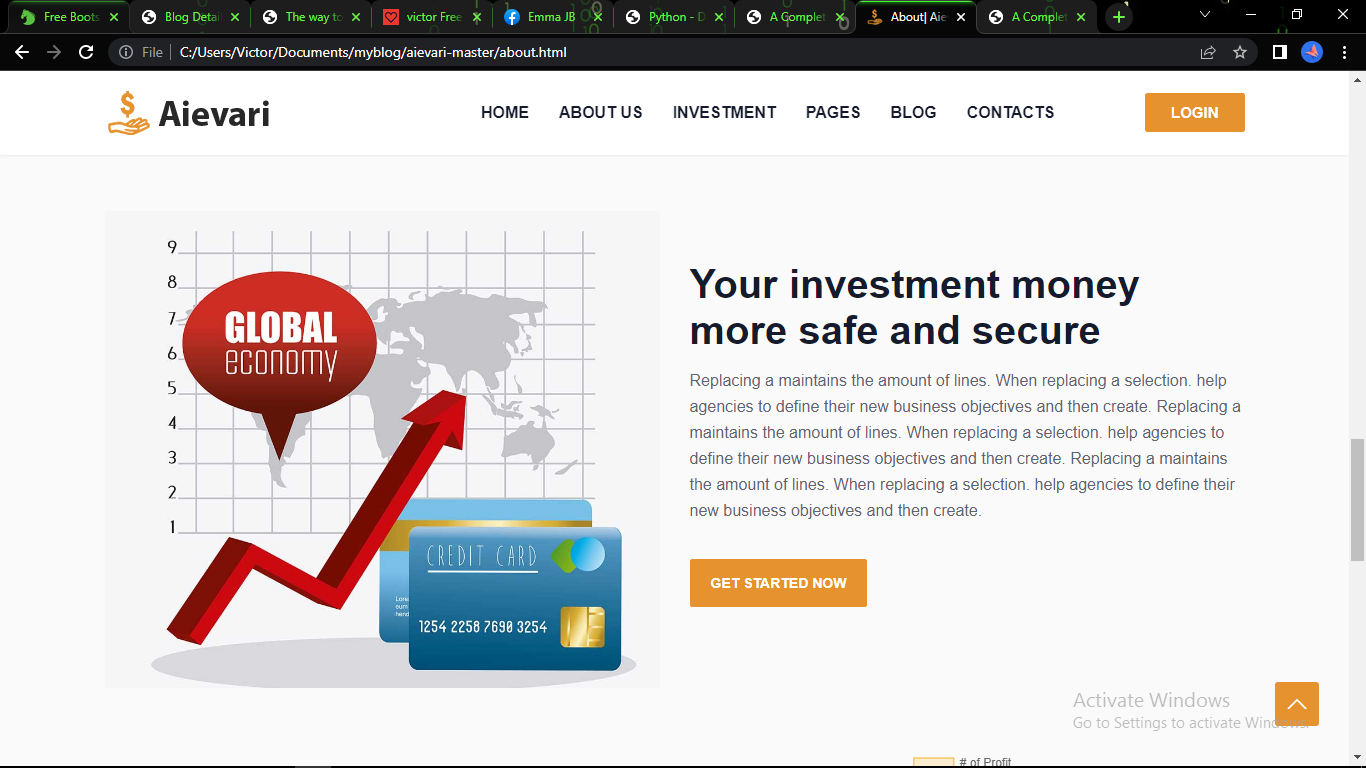 Free Boots
Blog Detai
The way to
victor Free
Emma JB
Python - D
A Complet
About| Aie
A Complet
File
C:/Users/Victor/Documents/myblog/aievari-master/about.html
Aievari
HOME
ABOUT US
INVESTMENT
PAGES
BLOG
CONTACTS
LOGIN
9
8
7
6
5
4
3
2
1
GLOBAL
economy
CREDIT CARD
1254 2258 7690 3254
Your investment money
more safe and secure
Replacing a maintains the amount of lines. When replacing a selection. help
agencies to define their new business objectives and then create. Replacing a
maintains the amount of lines. When replacing a selection. help agencies to
define their new business objectives and then create. Replacing a maintains
the amount of lines. When replacing a selection. help agencies to define their
new business objectives and then create.
GET STARTED NOW
Activate Windows
Go to Settings to activate Windows.
# of Profit